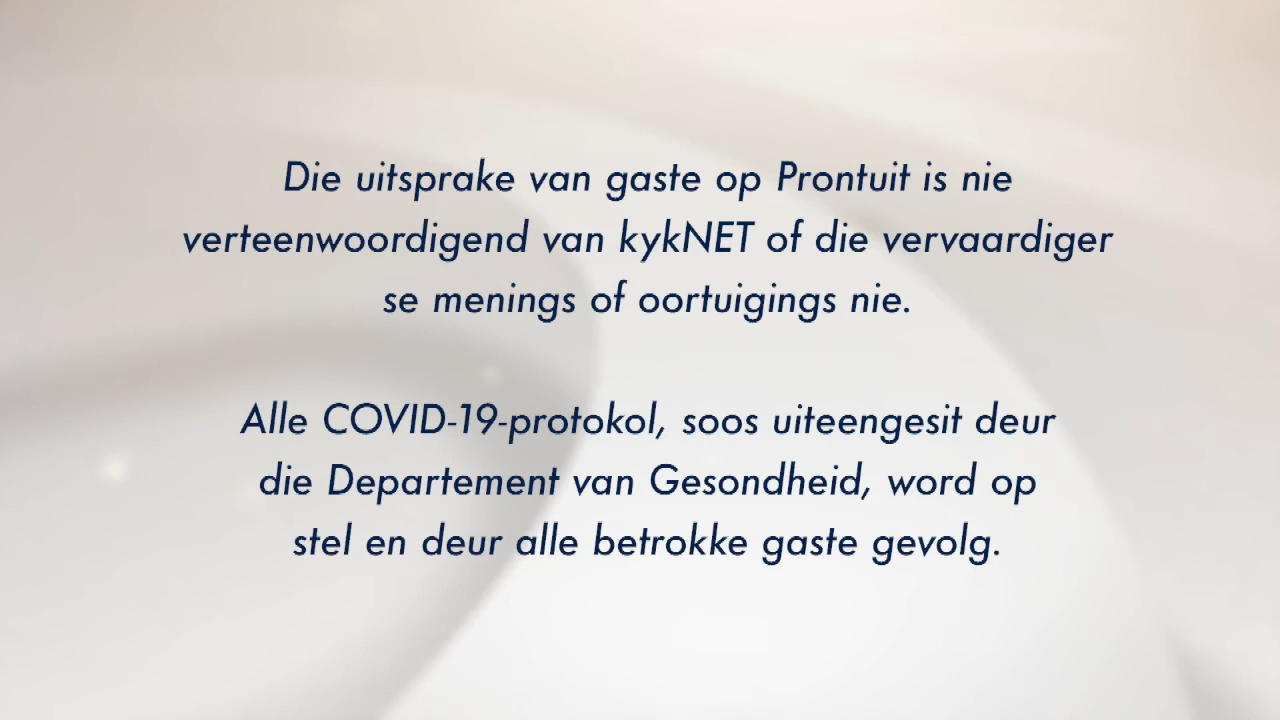 Die uitsprake van gaste op Prontuit is nie
verteenwoordigend van kykNET of die vervaardiger
se menings of oortuigings nie.
Alle COVID-19-protokol, soos uiteengesit deur
die Departement van Gesondheid, word op
stel en deur alle betrokke gaste gevolg.